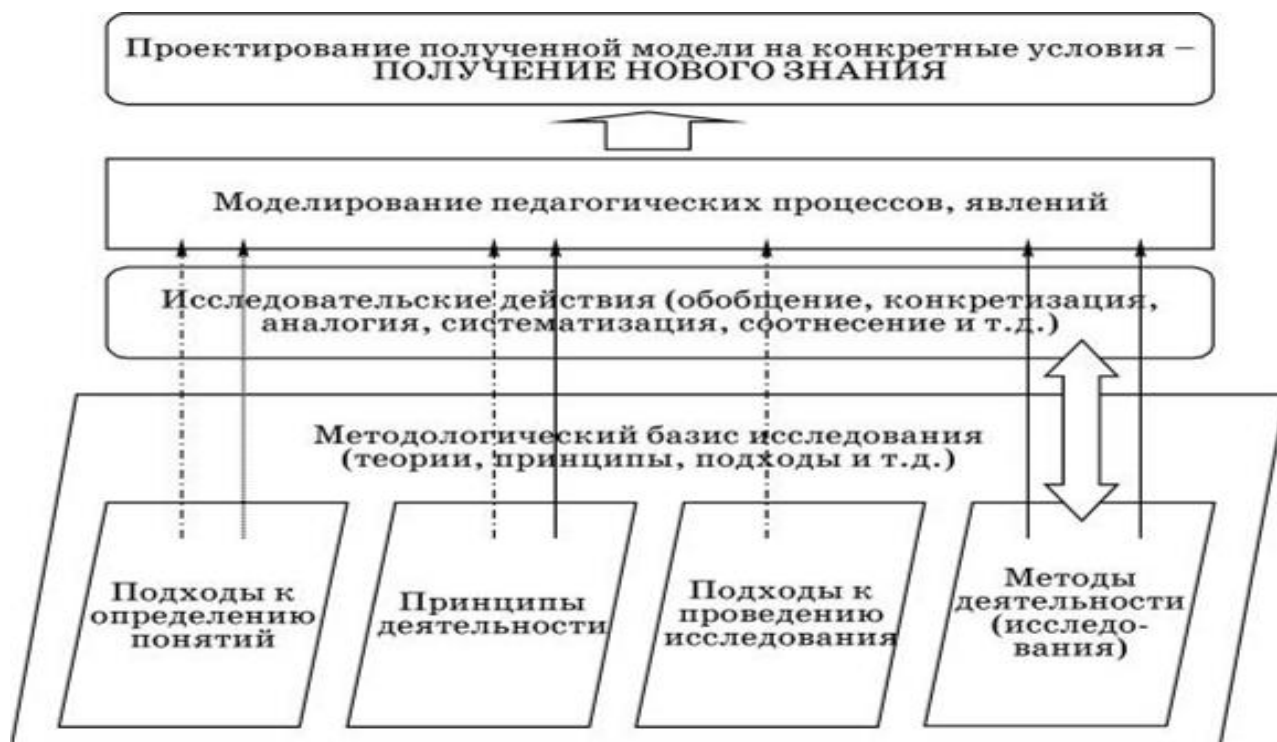 Проектирование полученной модели на конкретные условия –
ПОЛУЧЕНИЕ НОВОГО ЗНАНИЯ
Моделирование педагогических процессов, явлений
Исследовательские действия (обобщение, конкретизация,
аналогия, систематизация, соотнесение и т.д.)
Методологический базис исследования
(теории, принципы, подходы и т.д.)
Подходы к
определению
понятий
Принципы
деятельности
Подходы к
проведению
исследования
Методы
деятельности
(исследо-
вания)